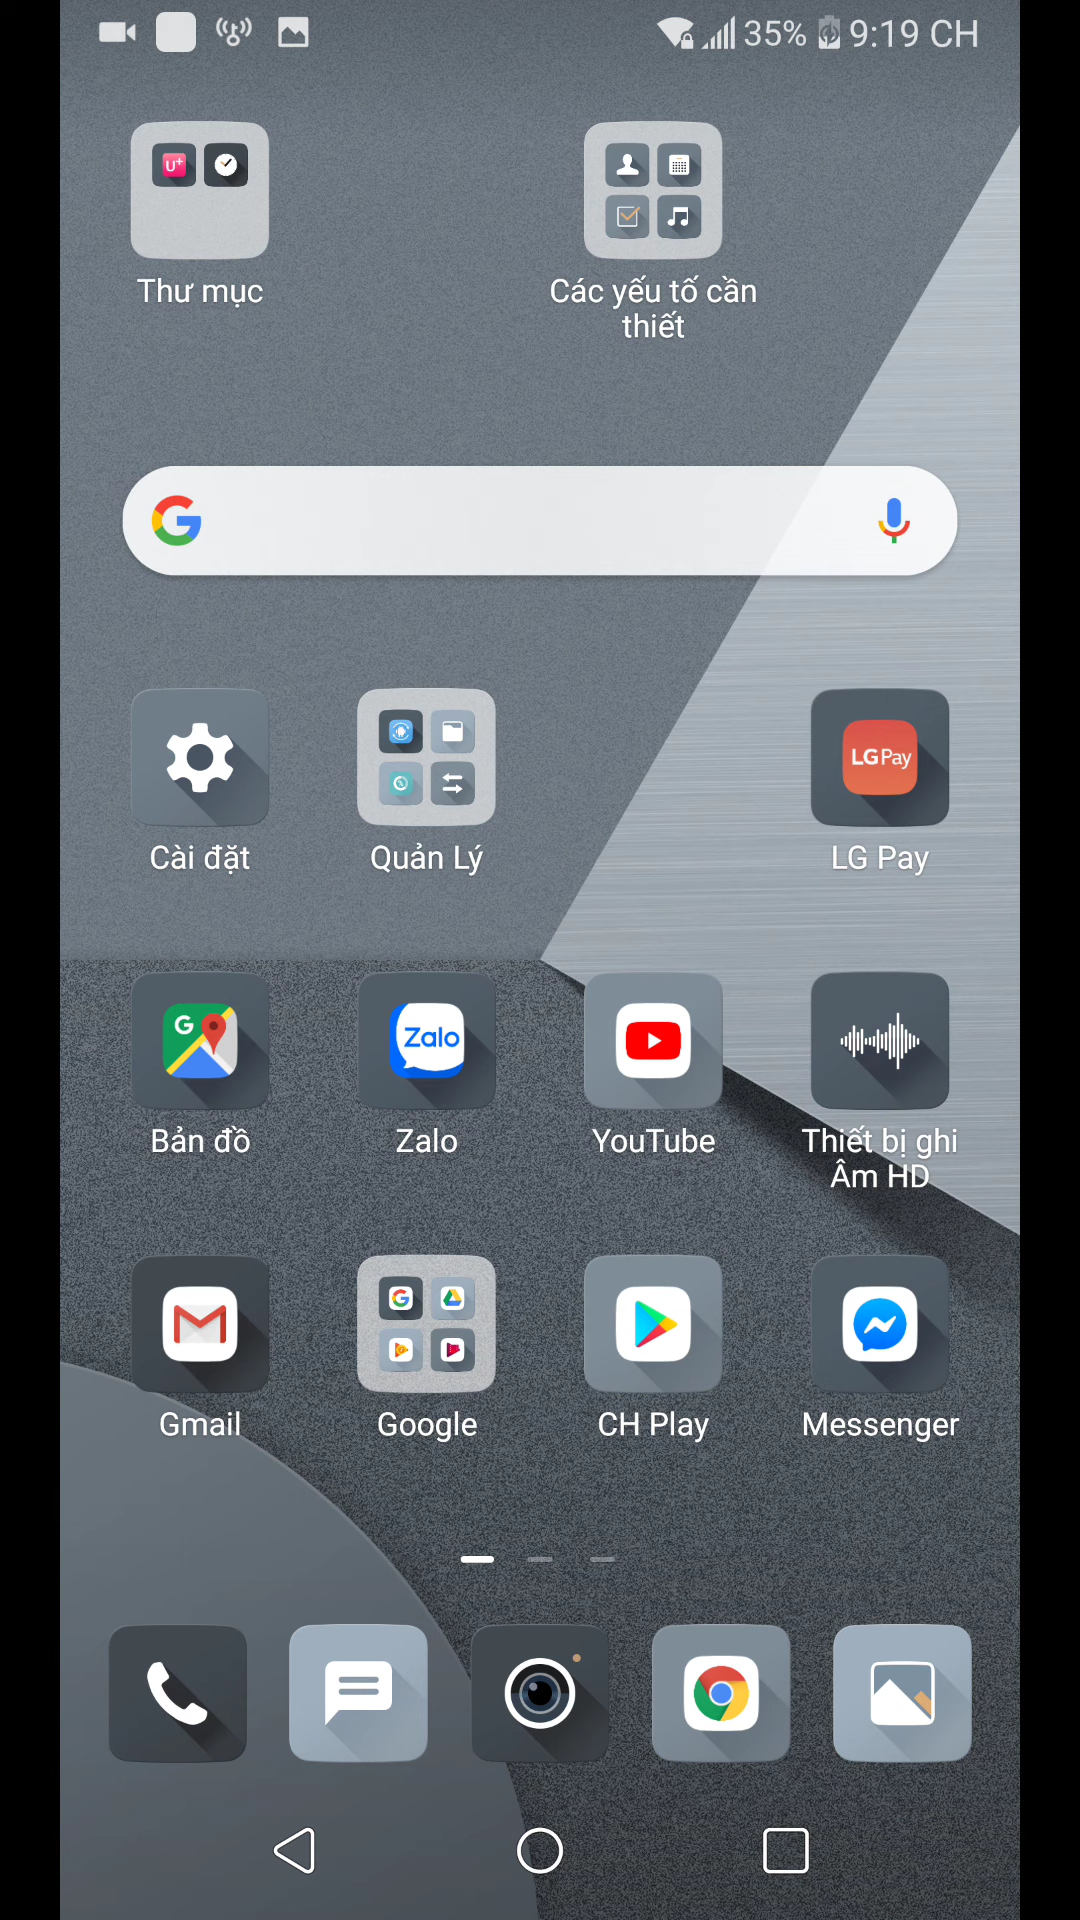 35% 9:19 CH
U+
Thư mục
Các yếu tố cần
thiết
G
LG Pay
Cài đặt
Quản Lý
LG Pay
G
Zalo
Bản đồ
Zalo
YouTube
Thiết bị ghi
Âm HD
Gmail
Google
CH Play
Messenger